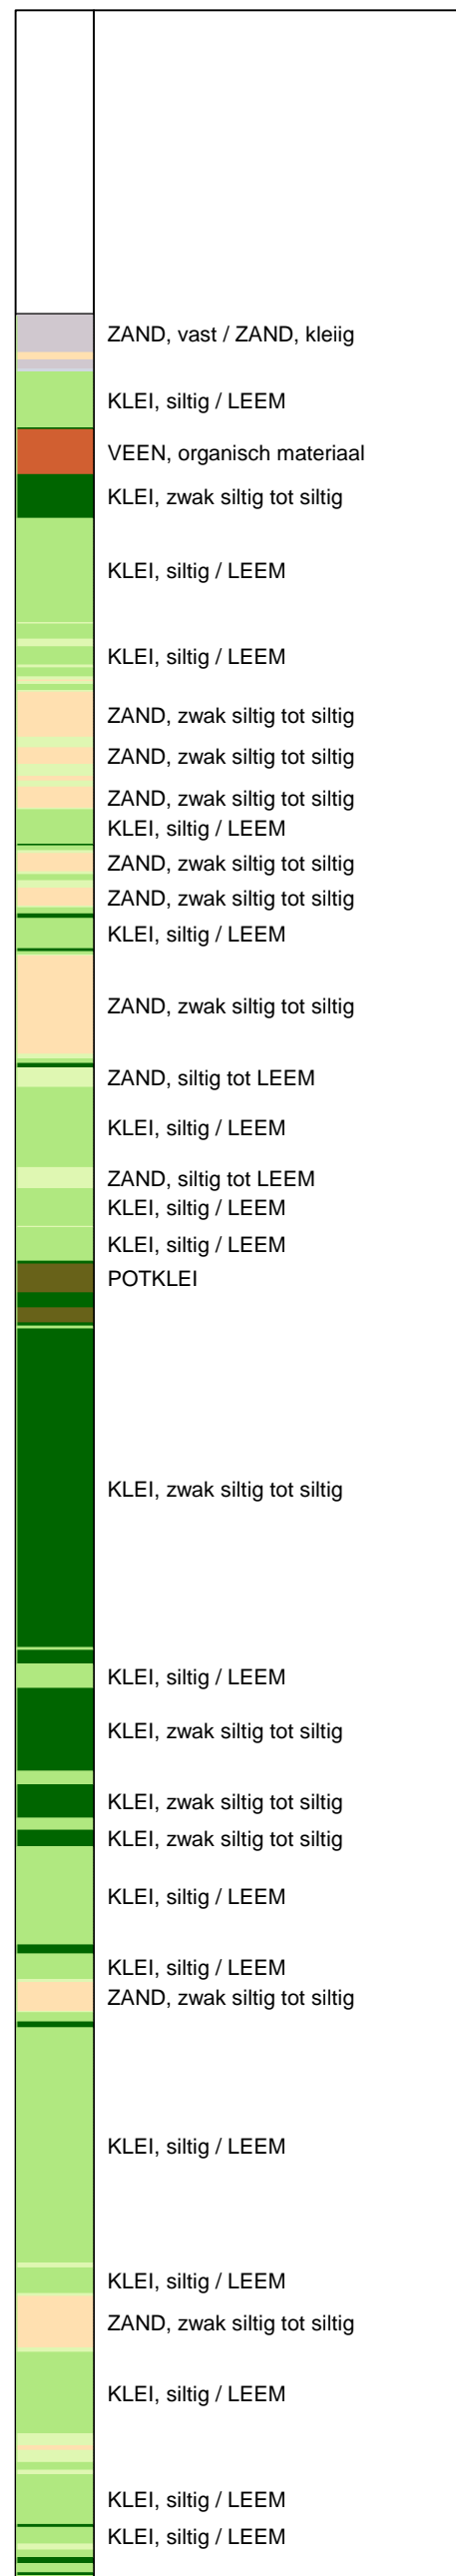 ZAND, vast / ZAND, kleiig
KLEI, siltig / LEEM
VEEN, organisch materiaal
KLEI, zwak siltig tot siltig
KLEI, siltig / LEEM
KLEI, siltig / LEEM
ZAND, zwak siltig tot siltig
ZAND, zwak siltig tot siltig
ZAND, zwak siltig tot siltig
KLEI, siltig / LEEM
ZAND, zwak siltig tot siltig
ZAND, zwak siltig tot siltig
KLEI, siltig / LEEM
ZAND, zwak siltig tot siltig
ZAND, siltig tot LEEM
KLEI, siltig / LEEM
ZAND, siltig tot LEEM
KLEI, siltig / LEEM
KLEI, siltig / LEEM
POTKLEI
KLEI, zwak siltig tot siltig
KLEI, siltig / LEEM
KLEI, zwak siltig tot siltig
KLEI, zwak siltig tot siltig
KLEI, zwak siltig tot siltig
KLEI, siltig / LEEM
KLEI, siltig / LEEM
ZAND, zwak siltig tot siltig
KLEI, siltig / LEEM
KLEI, siltig / LEEM
ZAND, zwak siltig tot siltig
KLEI, siltig / LEEM
KLEI, siltig / LEEM
KLEI, siltig / LEEM